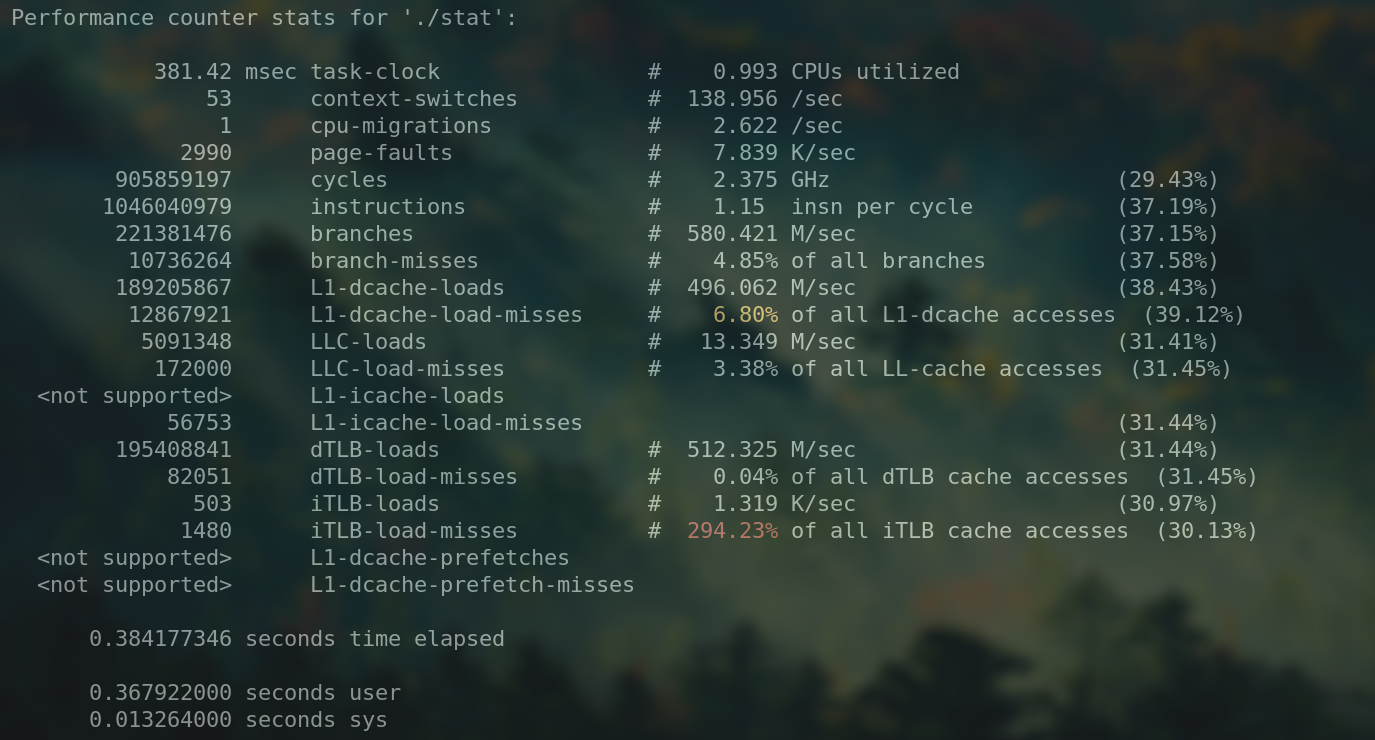 Performance counter stats for './stat':
381.42 msec task-clock # 0.993 CPUs utilized
53 context-switches # 138.956 /sec
1 cpu-migrations # 2.622 /sec
2990 page-faults # 7.839 K/sec
905859197 cycles # 2.375 GHz (29.43%)
1046040979 instructions # 1.15 insn per cycle (37.19%)
221381476 branches # 580.421 M/sec (37.15%)
10736264 branch-misses # 4.85% of all branches (37.58%)
189205867 L1-dcache-loads # 496.062 M/sec (38.43%)
12867921 L1-dcache-load-misses # 6.80% of all L1-dcache accesses (39.12%)
5091348 LLC-loads # 13.349 M/sec (31.41%)
172000 LLC-load-misses # 3.38% of all LL-cache accesses (31.45%)
<not supported> L1-icache-loads
56753 L1-icache-load-misses (31.44%)
195408841 dTLB-loads # 512.325 M/sec (31.44%)
82051 dTLB-load-misses # 0.04% of all dTLB cache accesses (31.45%)
503 iTLB-loads # 1.319 K/sec (30.97%)
1480 iTLB-load-misses # 294.23% of all iTLB cache accesses (30.13%)
<not supported> L1-dcache-prefetches
<not supported> L1-dcache-prefetch-misses
0.384177346 seconds time elapsed
0.367922000 seconds user
0.013264000 seconds sys